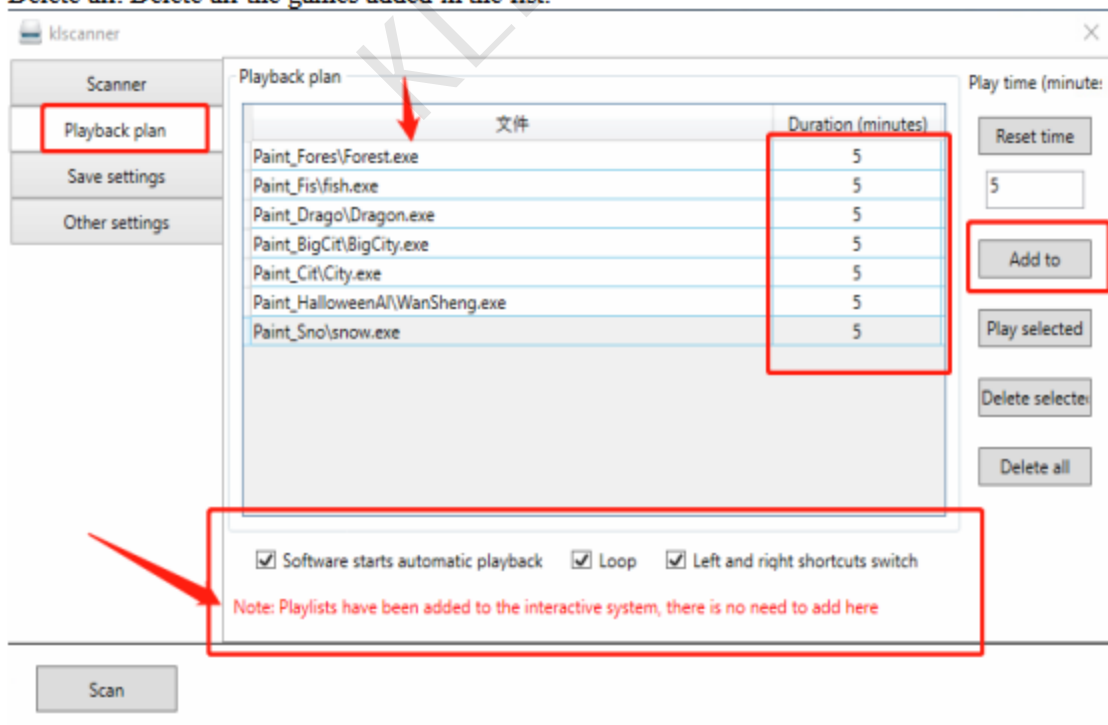 Delete all: Delete all the games added in the list.
klscanner
Scanner
Playback plan
Save settings
Other settings
Playback plan
文件 Duration (minutes)
Paint_Fores\Forest.exe 5
Paint_Fis\fish.exe 5
Paint_Drago\Dragon.exe 5
Paint_BigCit\BigCity.exe 5
Paint_Cit\City.exe 5
Paint_HalloweenAI\WanSheng.exe 5
Paint_Sno\snow.exe 5
Play time (minute
Reset time
5
Add to
Play selected
Delete selecte
Delete all
Software starts automatic playback Loop Left and right shortcuts switch
Note: Playlists have been added to the interactive system, there is no need to add here
Scan